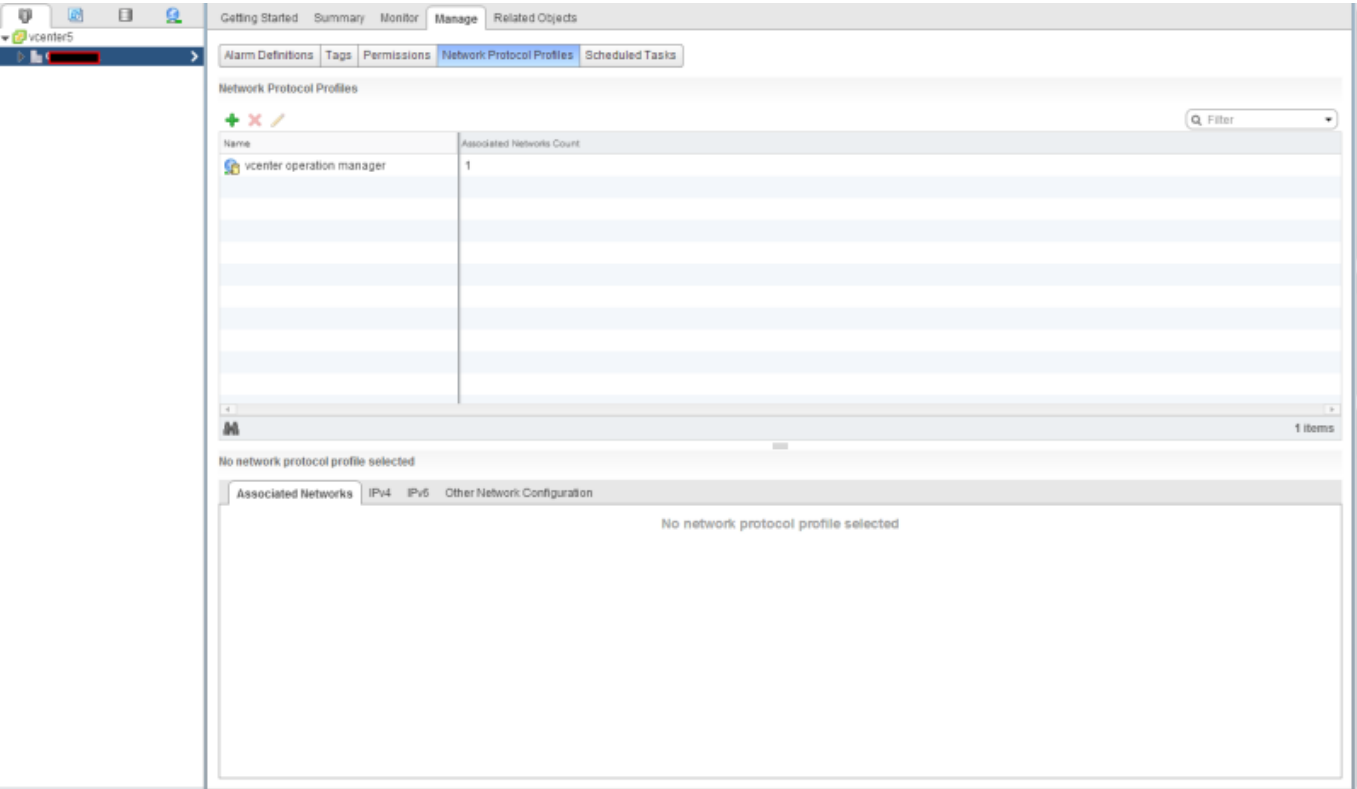 Getting Started Summary Monitor Manage Related Objects
vcenter5
Alarm Definitions Tags Permissions Network Protocol Profiles Scheduled Tasks
Network Protocol Profiles
Filter
Name Associated Networks Count
vcenter operation manager 1
1 items
No network protocol profile selected
Associated Networks IPv4 IPv6 Other Network Configuration
No network protocol profile selected